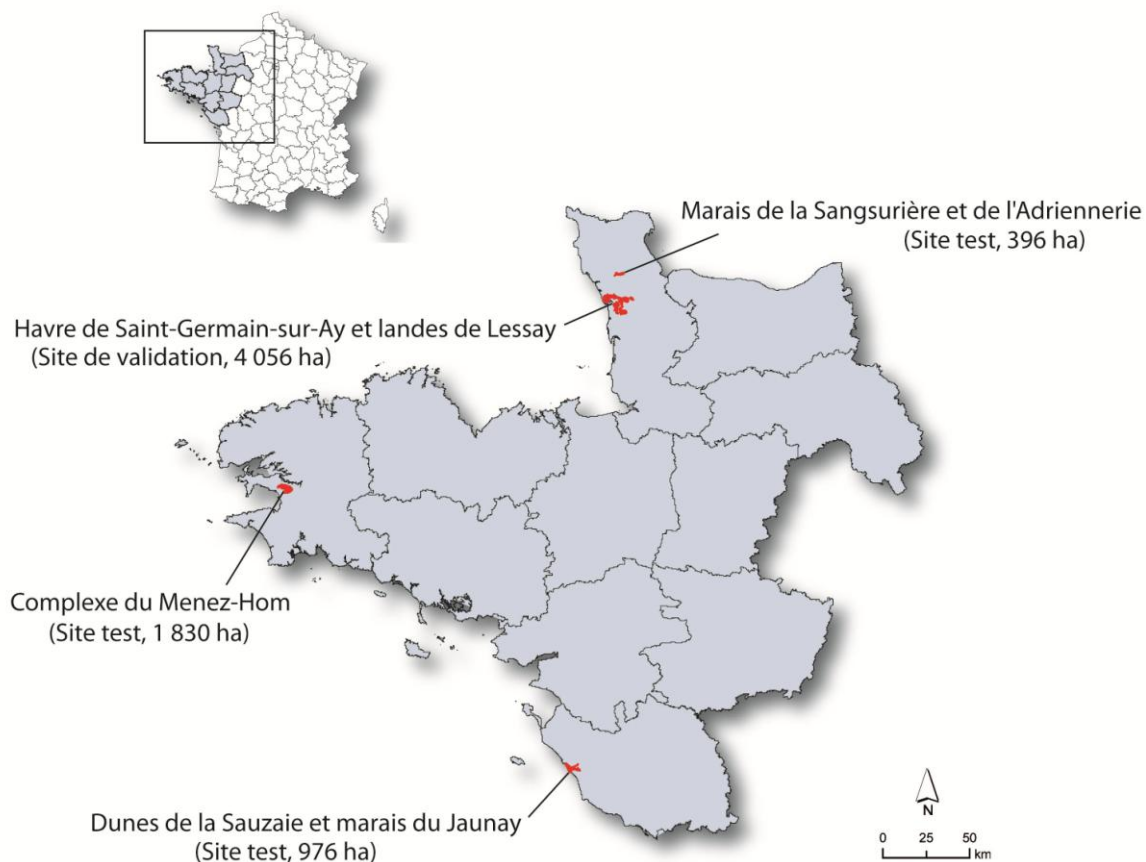 Marais de la Sangsurière et de l'Adriennerie
(Site test, 396 ha)
Havre de Saint-Germain-sur-Ay et landes de Lessay
(Site de validation, 4 056 ha)
Complexe du Menez-Hom
(Site test, 1 830 ha)
Dunes de la Sauzaie et marais du Jaunay
(Site test, 976 ha)
N
0 25 50
km